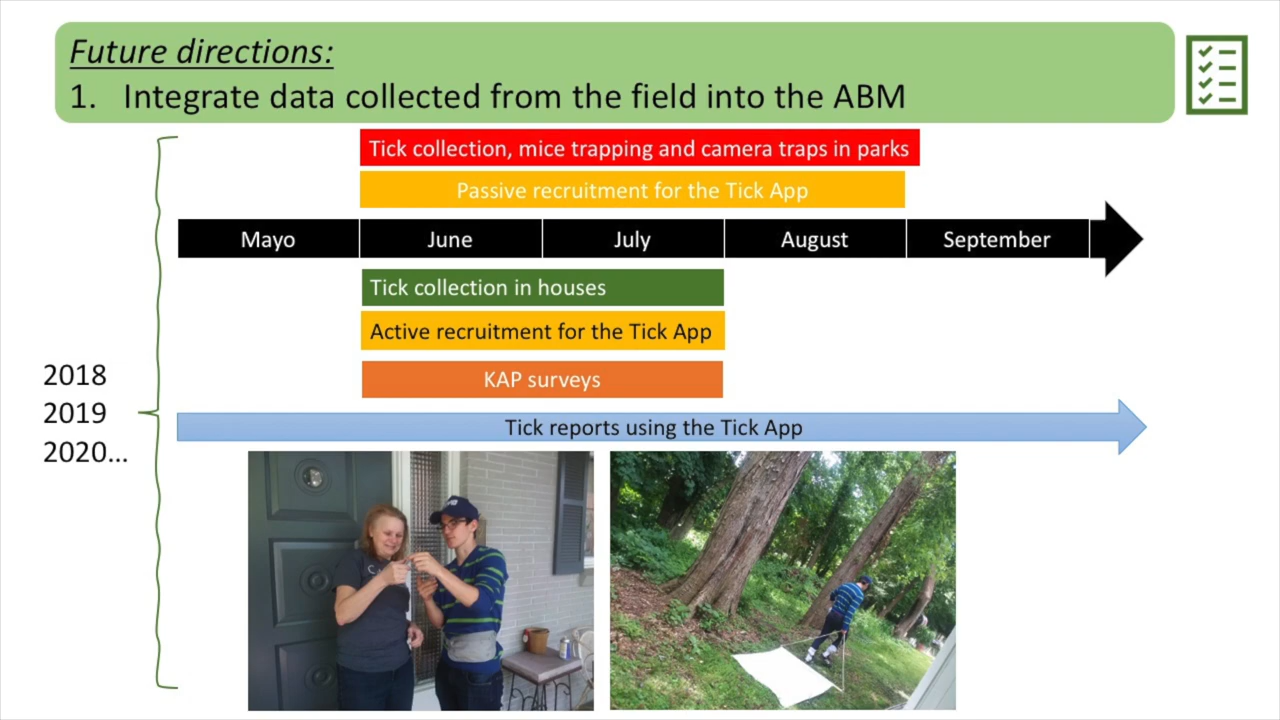 Future directions:
1. Integrate data collected from the field into the ABM
Tick collection, mice trapping and camera traps in parks
Passive recruitment for the Tick App
Mayo June July August September
Tick collection in houses
Active recruitment for the Tick App
KAP surveys
2018
2019
2020...
Tick reports using the Tick App